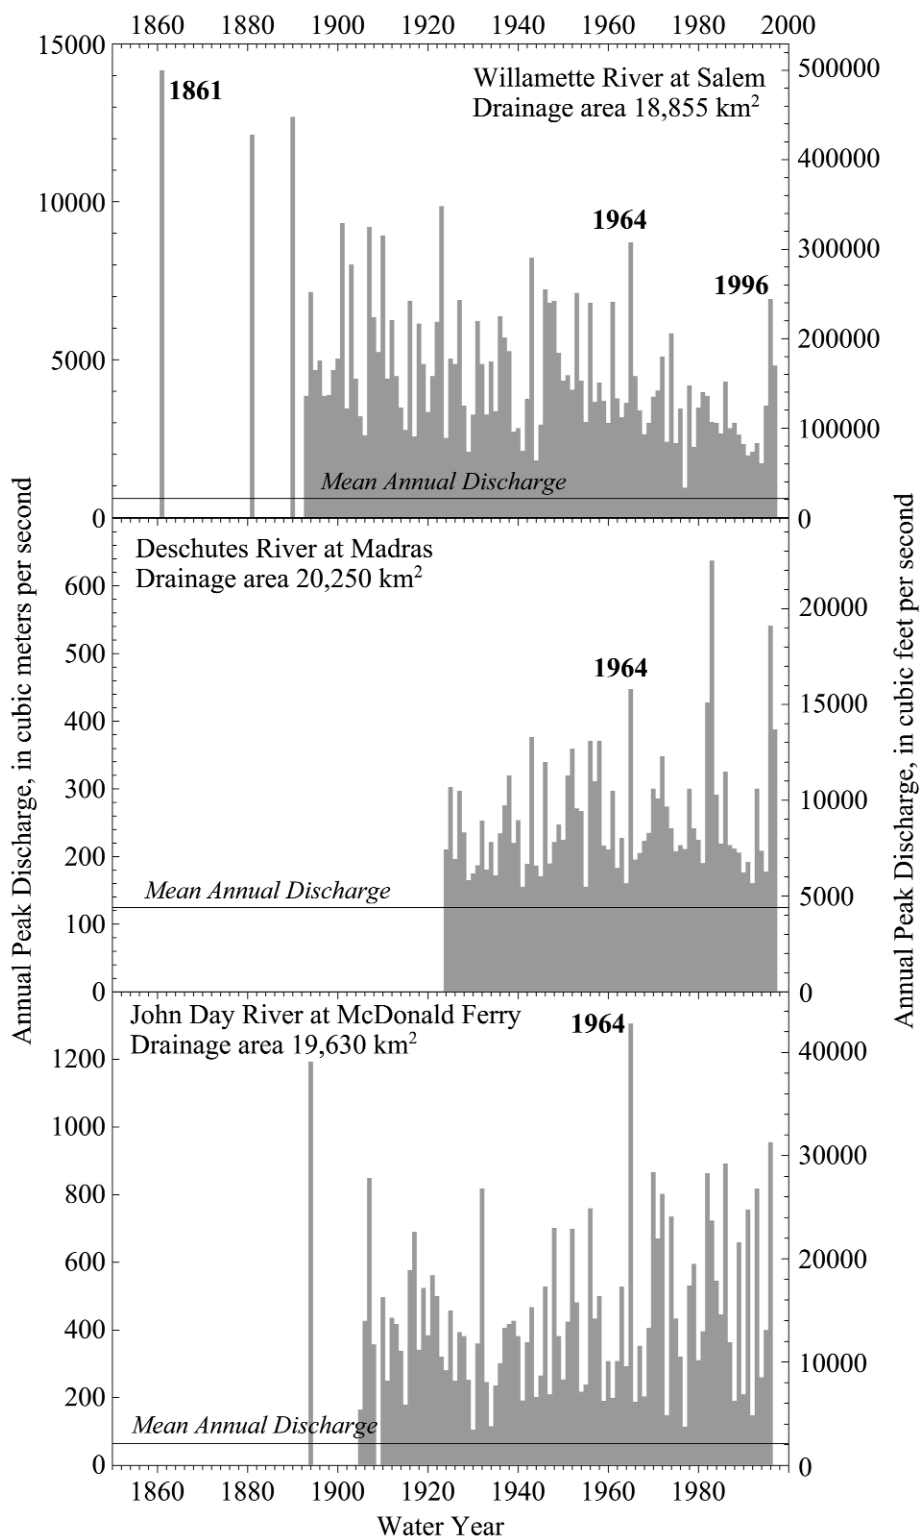 1860 1880 1900 1920 1940 1960 1980 2000
15000
10000
5000
0
500000
400000
300000
200000
100000
0
Willamette River at Salem
Drainage area 18,855 km²
1861
1964
1996
Mean Annual Discharge
Deschutes River at Madras
Drainage area 20,250 km²
600
500
400
300
200
100
0
20000
15000
10000
5000
0
1964
Mean Annual Discharge
John Day River at McDonald Ferry
Drainage area 19,630 km²
1200
1000
800
600
400
200
0
40000
30000
20000
10000
0
1964
Mean Annual Discharge
1860 1880 1900 1920 1940 1960 1980
Water Year
Annual Peak Discharge, in cubic meters per second
Annual Peak Discharge, in cubic feet per second